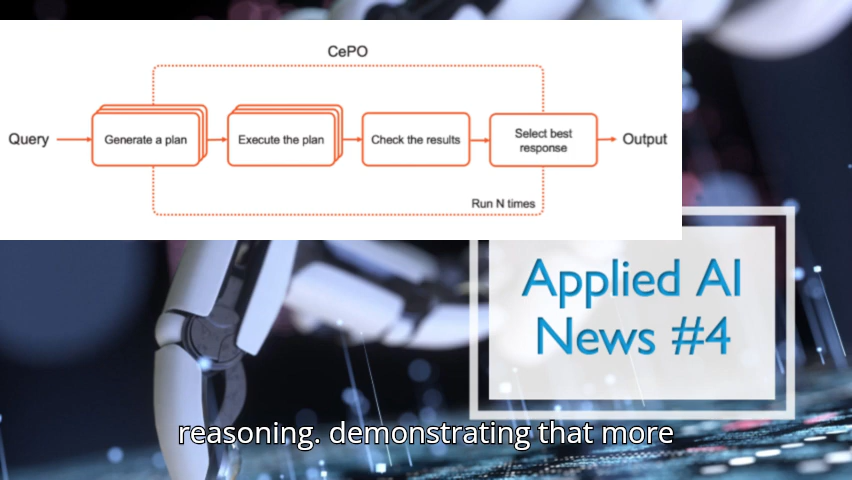 CePO
Query
Generate a plan
Execute the plan
Check the results
Select best
response
Output
Run N times
Applied AI
News #4
reasoning. demonstrating that more